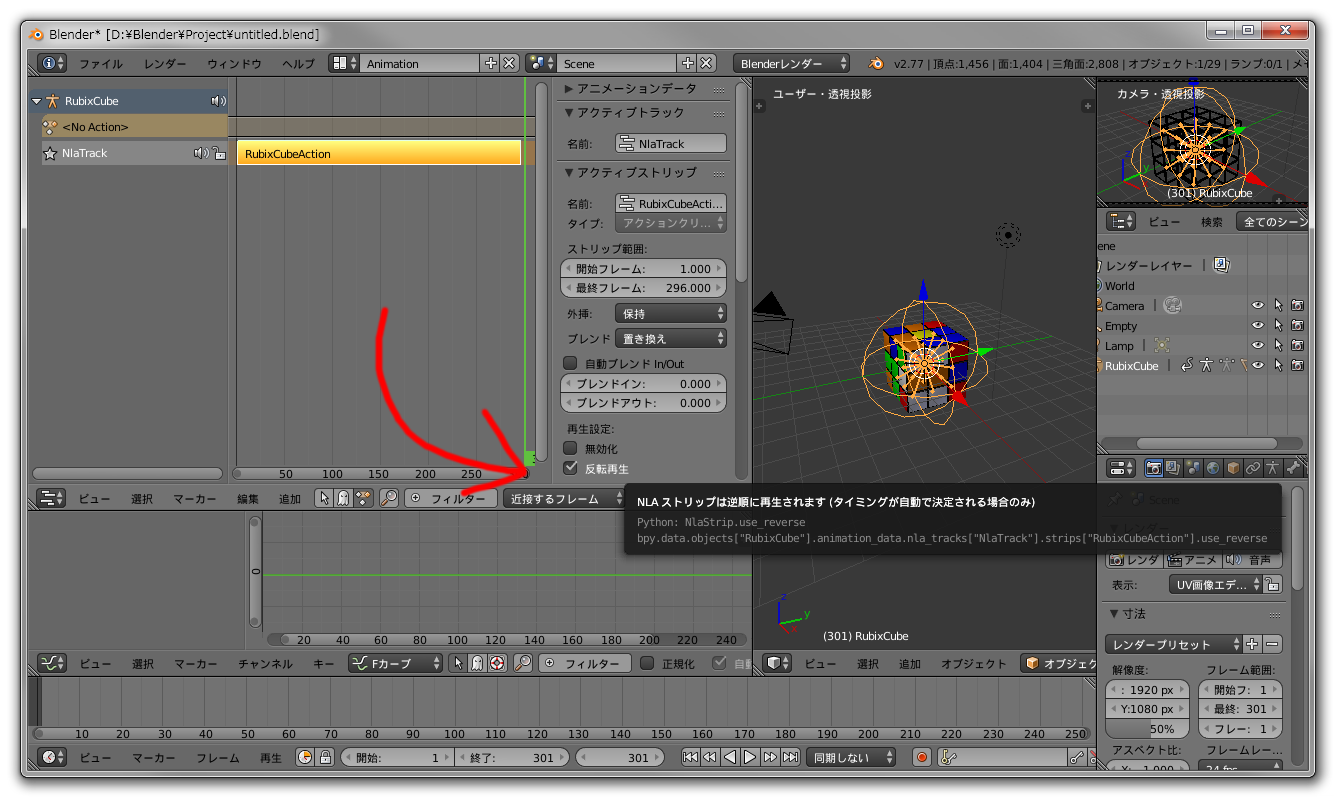 Blender* [D:¥Blender¥Project¥untitled.blend]
ファイル レンダー ウィンドウ ヘルプ Animation Scene Blenderレンダー v2.77 | 頂点:1,456 | 面:1,404 | 三角面:2,808 | オブジェクト:1/29 | ランプ:0/1 | メモ
RubixCube
<No Action>
NlaTrack
RubixCubeAction
50 100 150 200 250
アニメーションデータ
アクティブトラック
名前: NlaTrack
アクティブストリップ
名前: RubixCubeActi...
タイプ: アクションクリ...
ストリップ範囲:
開始フレーム: 1.000
最終フレーム: 296.000
外挿: 保持
ブレンド 置き換え
自動ブレンド In/Out
ブレンドイン: 0.000
ブレンドアウト: 0.000
再生設定:
無効化
反転再生
ビュー 選択 マーカー 編集 追加 フィルター 近接するフレーム
NLA ストリップは逆順に再生されます (タイミングが自動で決定される場合のみ)
Python: NlaStrip.use_reverse
bpy.data.objects["RubixCube"].animation_data.nla_tracks["NlaTrack"].strips["RubixCubeAction"].use_reverse
0
20 40 60 80 100 120 140 160 180 200 220 240
ビュー 選択 マーカー チャンネル キー Fカーブ フィルター 正規化 自動
ユーザー・透視投影
z
y
x
(301) RubixCube
ビュー 選択 追加 オブジェクト オブジェク
カメラ・透視投影
(301) RubixCube
ビュー 検索 全てのシーン
ene
レンダーレイヤー |
World
Camera |
Empty
Lamp |
RubixCube |
Scene
レンダー
レンダ アニメ 音声
表示: UV画像エデ...
寸法
レンダープリセット
解像度: フレーム範囲:
: 1920 px 開始フ: 1
Y:1080 px 最終: 301
50% フレー: 1
アスペクト比: フレームレー...
X: 1.000 24 fps
10 20 30 40 50 60 70 80 90 100 110 120 130 140 150 160 170 180 190 200 210 220 230 240 250
ビュー マーカー フレーム 再生 開始: 1 終了: 301 301 同期しない